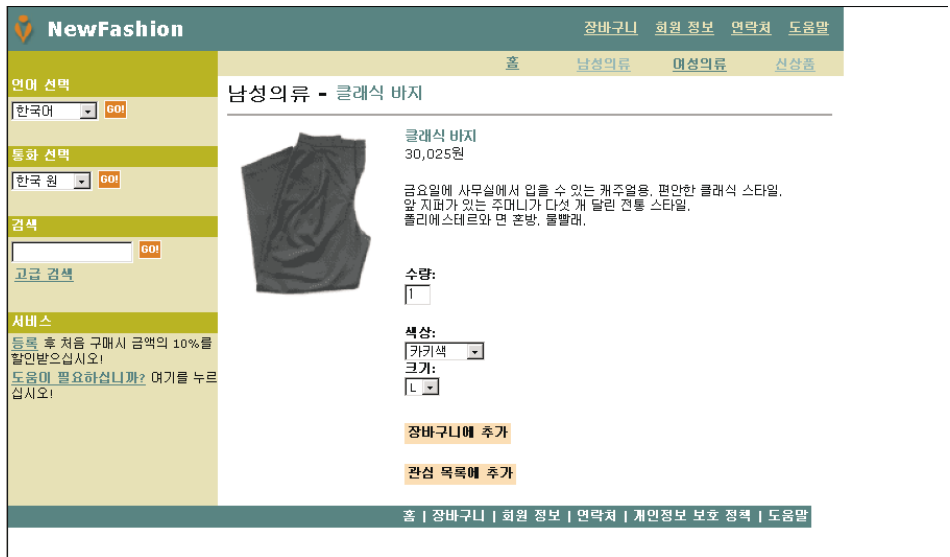 NewFashion
장바구니 회원 정보 연락처 도움말
홈 남성의류 여성의류 신상품
언어 선택
한국어 GO!
통화 선택
한국 원 GO!
검색
GO!
고급 검색
서비스
등록 후 처음 구매시 금액의 10%를
할인받으십시오!
도움이 필요하십니까? 여기를 누르
십시오!
남성의류 - 클래식 바지
클래식 바지
30,025원
금요일에 사무실에서 입을 수 있는 캐주얼용. 편안한 클래식 스타일.
앞 지퍼가 있는 주머니가 다섯 개 달린 전통 스타일.
폴리에스테르와 면 혼방. 물빨래.
수량:
1
색상:
카키색
크기:
L
장바구니에 추가
관심 목록에 추가
홈 | 장바구니 | 회원 정보 | 연락처 | 개인정보 보호 정책 | 도움말